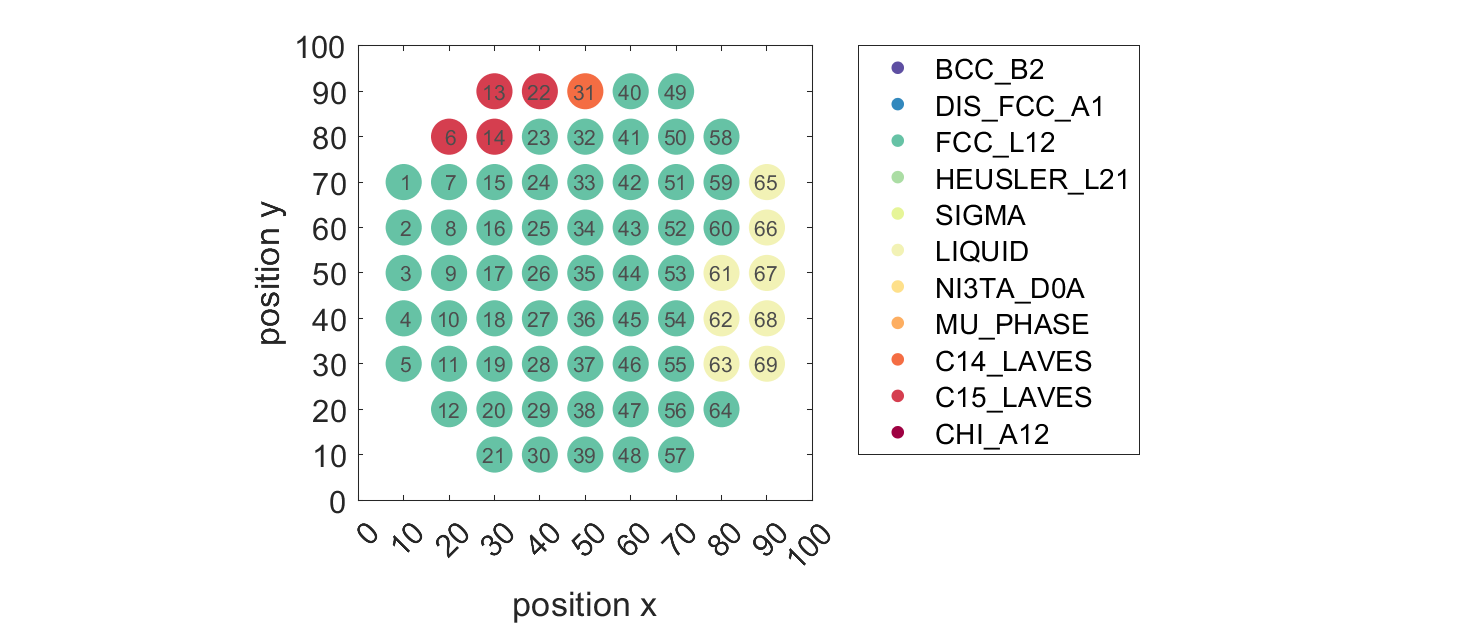 100
90
80
70
60
50
40
30
20
10
0
position y
13 22 31 40 49
6 14 23 32 41 50 58
1 7 15 24 33 42 51 59 65
2 8 16 25 34 43 52 60 66
3 9 17 26 35 44 53 61 67
4 10 18 27 36 45 54 62 68
5 11 19 28 37 46 55 63 69
12 20 29 38 47 56 64
21 30 39 48 57
0 10 20 30 40 50 60 70 80 90 100
position x
BCC_B2
DIS_FCC_A1
FCC_L12
HEUSLER_L21
SIGMA
LIQUID
NI3TA_D0A
MU_PHASE
C14_LAVES
C15_LAVES
CHI_A12